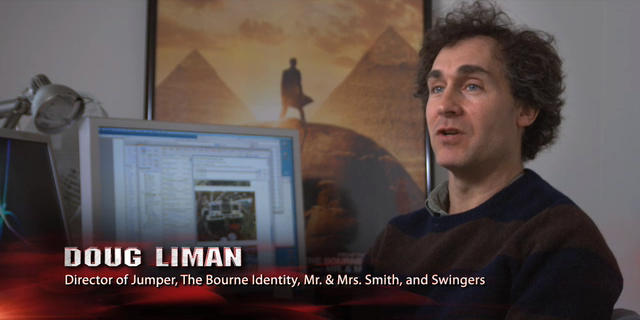 DOUG LIMAN
Director of Jumper, The Bourne Identity, Mr. & Mrs. Smith, and Swingers